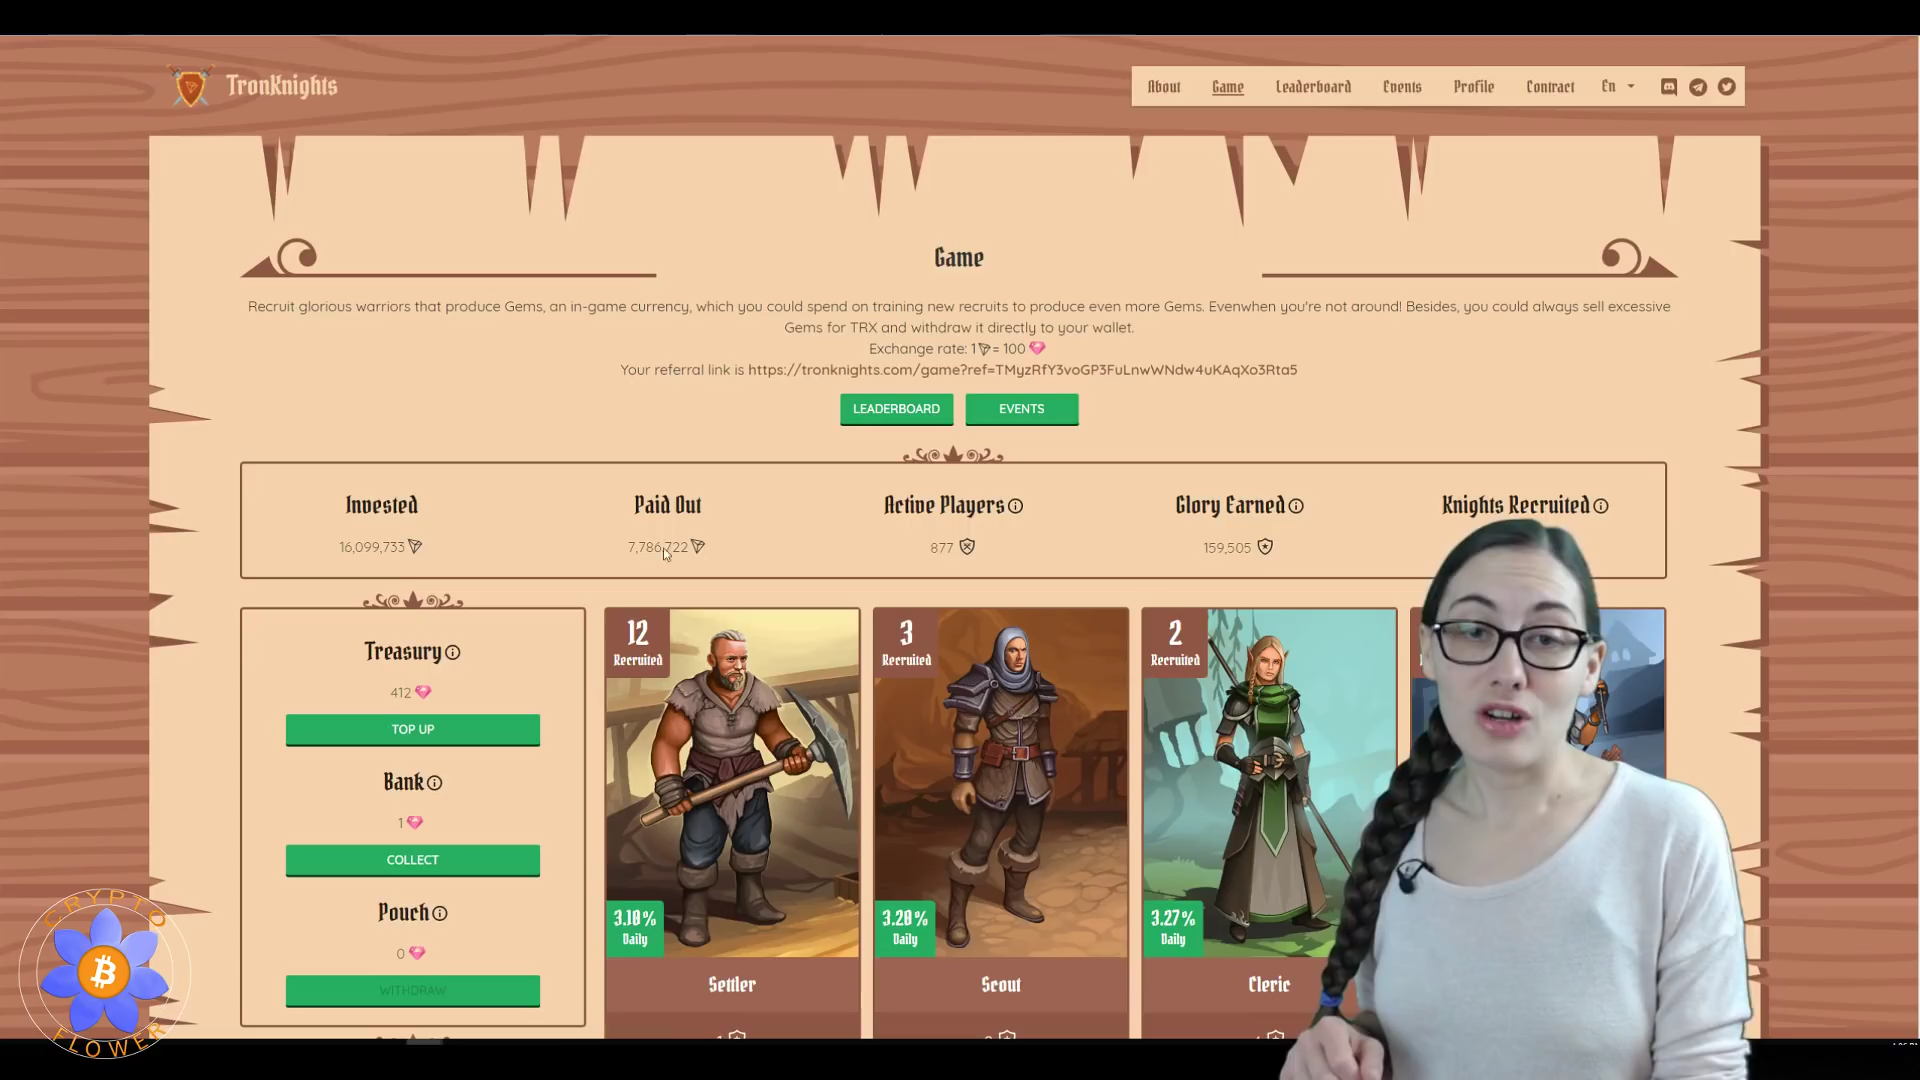 TronKnights
About Game Leaderboard Events Profile Contract En
Game
Recruit glorious warriors that produce Gems, an in-game currency, which you could spend on training new recruits to produce even more Gems. Evenwhen you're not around! Besides, you could always sell excessive
Gems for TRX and withdraw it directly to your wallet.
Exchange rate: 1 = 100
Your referral link is https://tronknights.com/game?ref=TMyzRfY3voGP3FuLnwWNdw4uKAqXo3Rta5
LEADERBOARD EVENTS
Invested Paid Out Active Players Glory Earned Knights Recruited
16,099,733 7,786,722 877 159,505
Treasury
412
TOP UP
Bank
1
COLLECT
Pouch
0
WITHDRAW
12
Recruited
3.10%
Daily
Settler
3
Recruited
3.20%
Daily
Scout
2
Recruited
3.27%
Daily
Cleric
CRYPTO
FLOWER